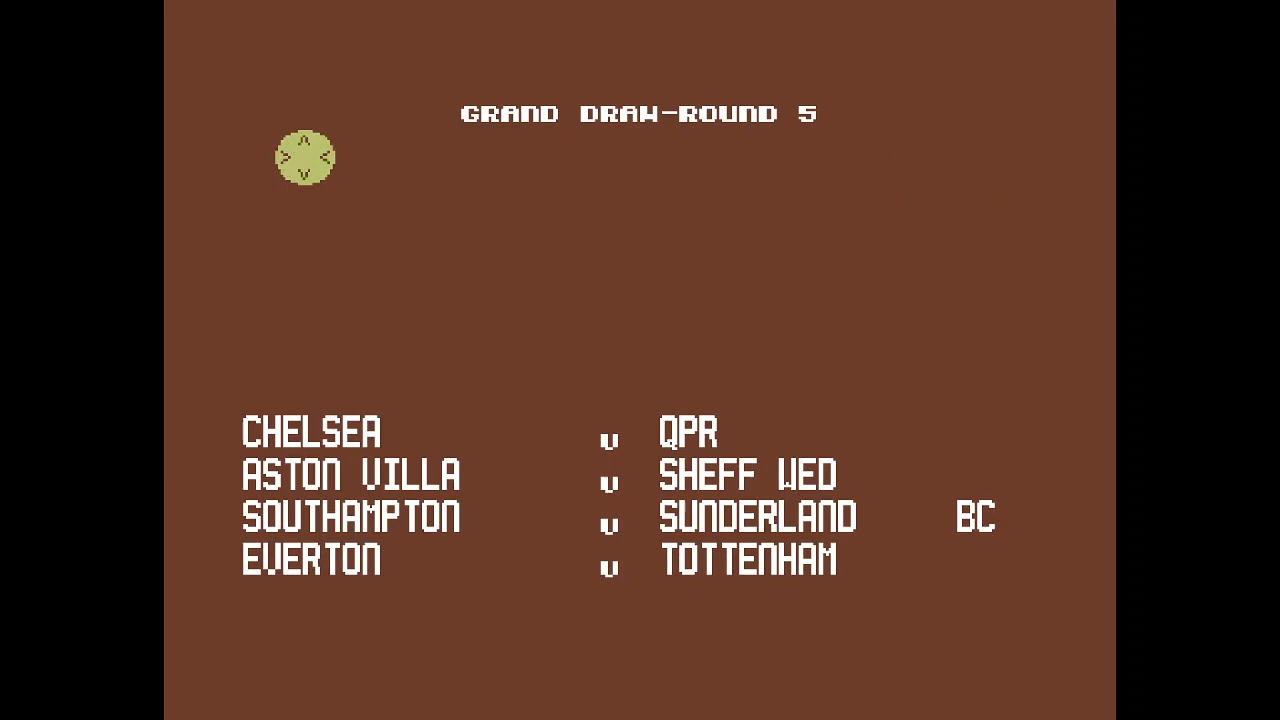 GRAND DRAW-ROUND 5
CHELSEA v QPR
ASTON VILLA v SHEFF WED
SOUTHAMPTON v SUNDERLAND BC
EVERTON v TOTTENHAM